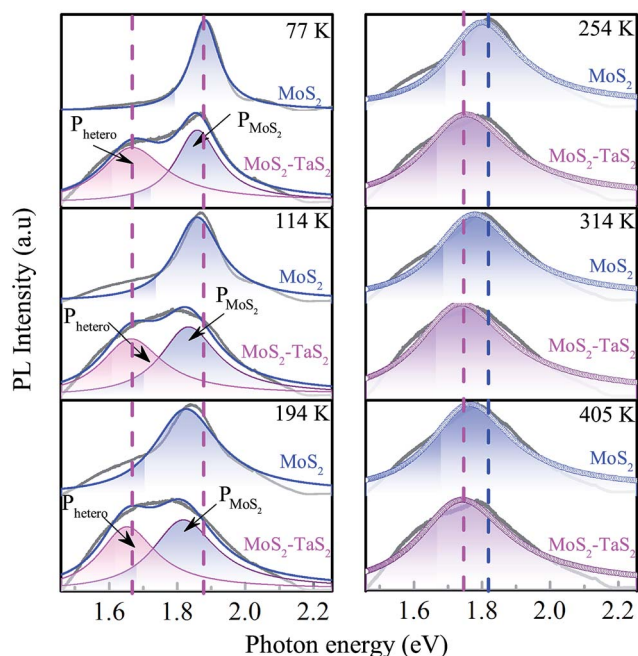 PL Intensity (a.u)
77 K
MoS₂
P_hetero
P_MoS₂
MoS₂-TaS₂
114 K
MoS₂
P_hetero
P_MoS₂
MoS₂-TaS₂
194 K
MoS₂
P_hetero
P_MoS₂
MoS₂-TaS₂
1.6 1.8 2.0 2.2
254 K
MoS₂
MoS₂-TaS₂
314 K
MoS₂
MoS₂-TaS₂
405 K
MoS₂
MoS₂-TaS₂
1.6 1.8 2.0 2.2
Photon energy (eV)